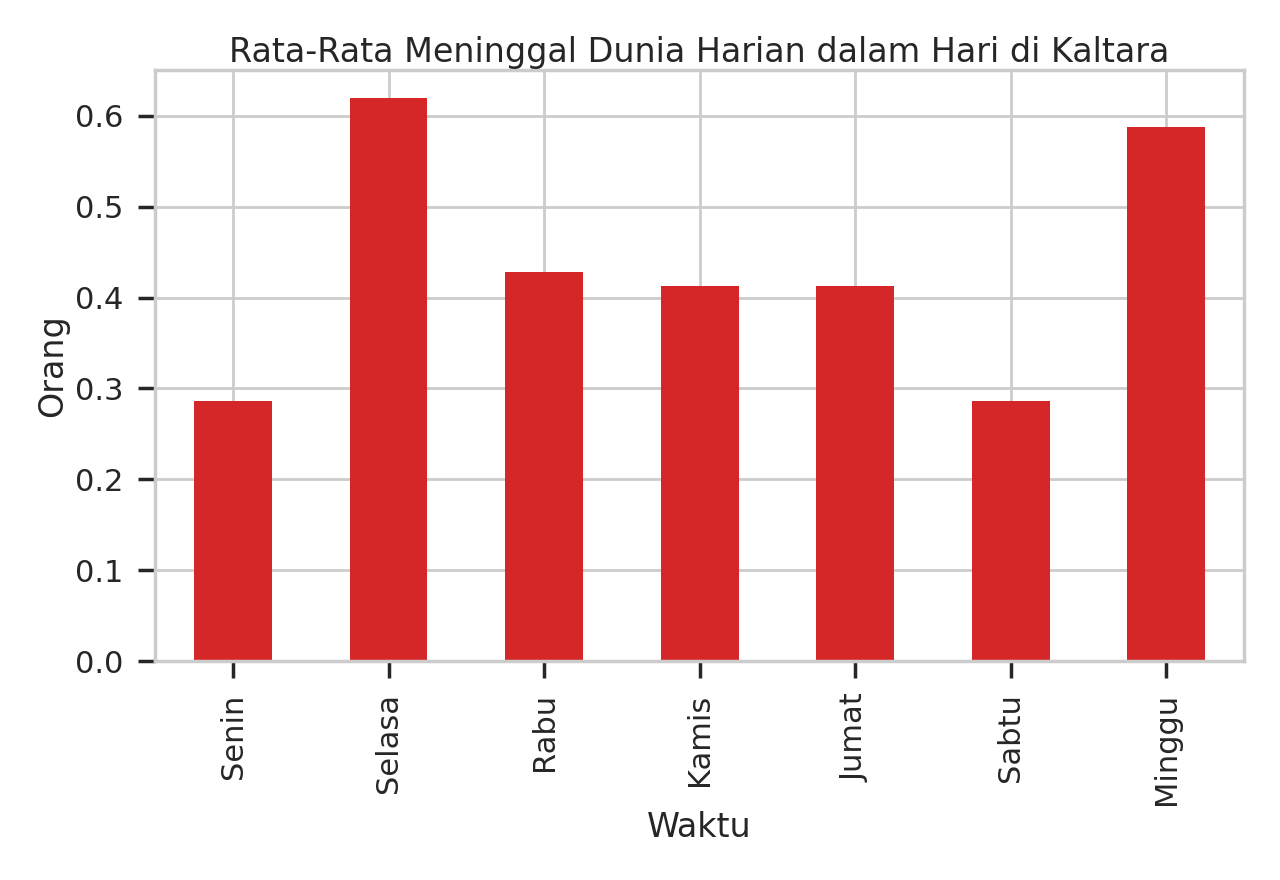 Rata-Rata Meninggal Dunia Harian dalam Hari di Kaltara
0.6
0.5
0.4
0.3
0.2
0.1
0.0
Orang
Senin
Selasa
Rabu
Kamis
Jumat
Sabtu
Minggu
Waktu